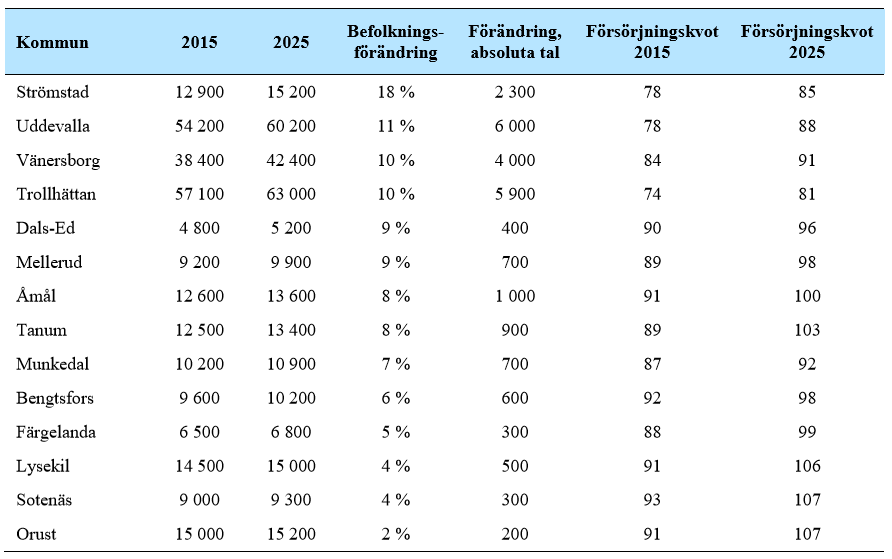 Kommun 2015 2025 Befolknings-förändring Förändring, absoluta tal Försörjningskvot 2015 Försörjningskvot 2025
Strömstad 12 900 15 200 18 % 2 300 78 85
Uddevalla 54 200 60 200 11 % 6 000 78 88
Vänersborg 38 400 42 400 10 % 4 000 84 91
Trollhättan 57 100 63 000 10 % 5 900 74 81
Dals-Ed 4 800 5 200 9 % 400 90 96
Mellerud 9 200 9 900 9 % 700 89 98
Åmål 12 600 13 600 8 % 1 000 91 100
Tanum 12 500 13 400 8 % 900 89 103
Munkedal 10 200 10 900 7 % 700 87 92
Bengtsfors 9 600 10 200 6 % 600 92 98
Färgelanda 6 500 6 800 5 % 300 88 99
Lysekil 14 500 15 000 4 % 500 91 106
Sotenäs 9 000 9 300 4 % 300 93 107
Orust 15 000 15 200 2 % 200 91 107